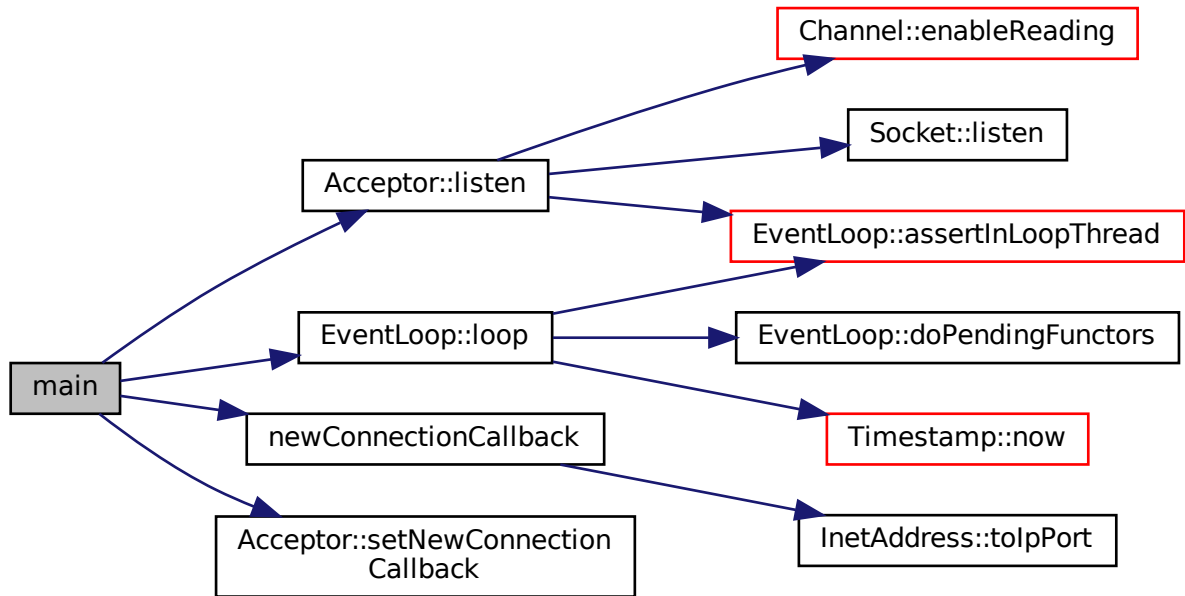 Channel::enableReading
Socket::listen
Acceptor::listen
EventLoop::assertInLoopThread
EventLoop::loop
EventLoop::doPendingFunctors
main
newConnectionCallback
Timestamp::now
Acceptor::setNewConnection
Callback
InetAddress::toIpPort